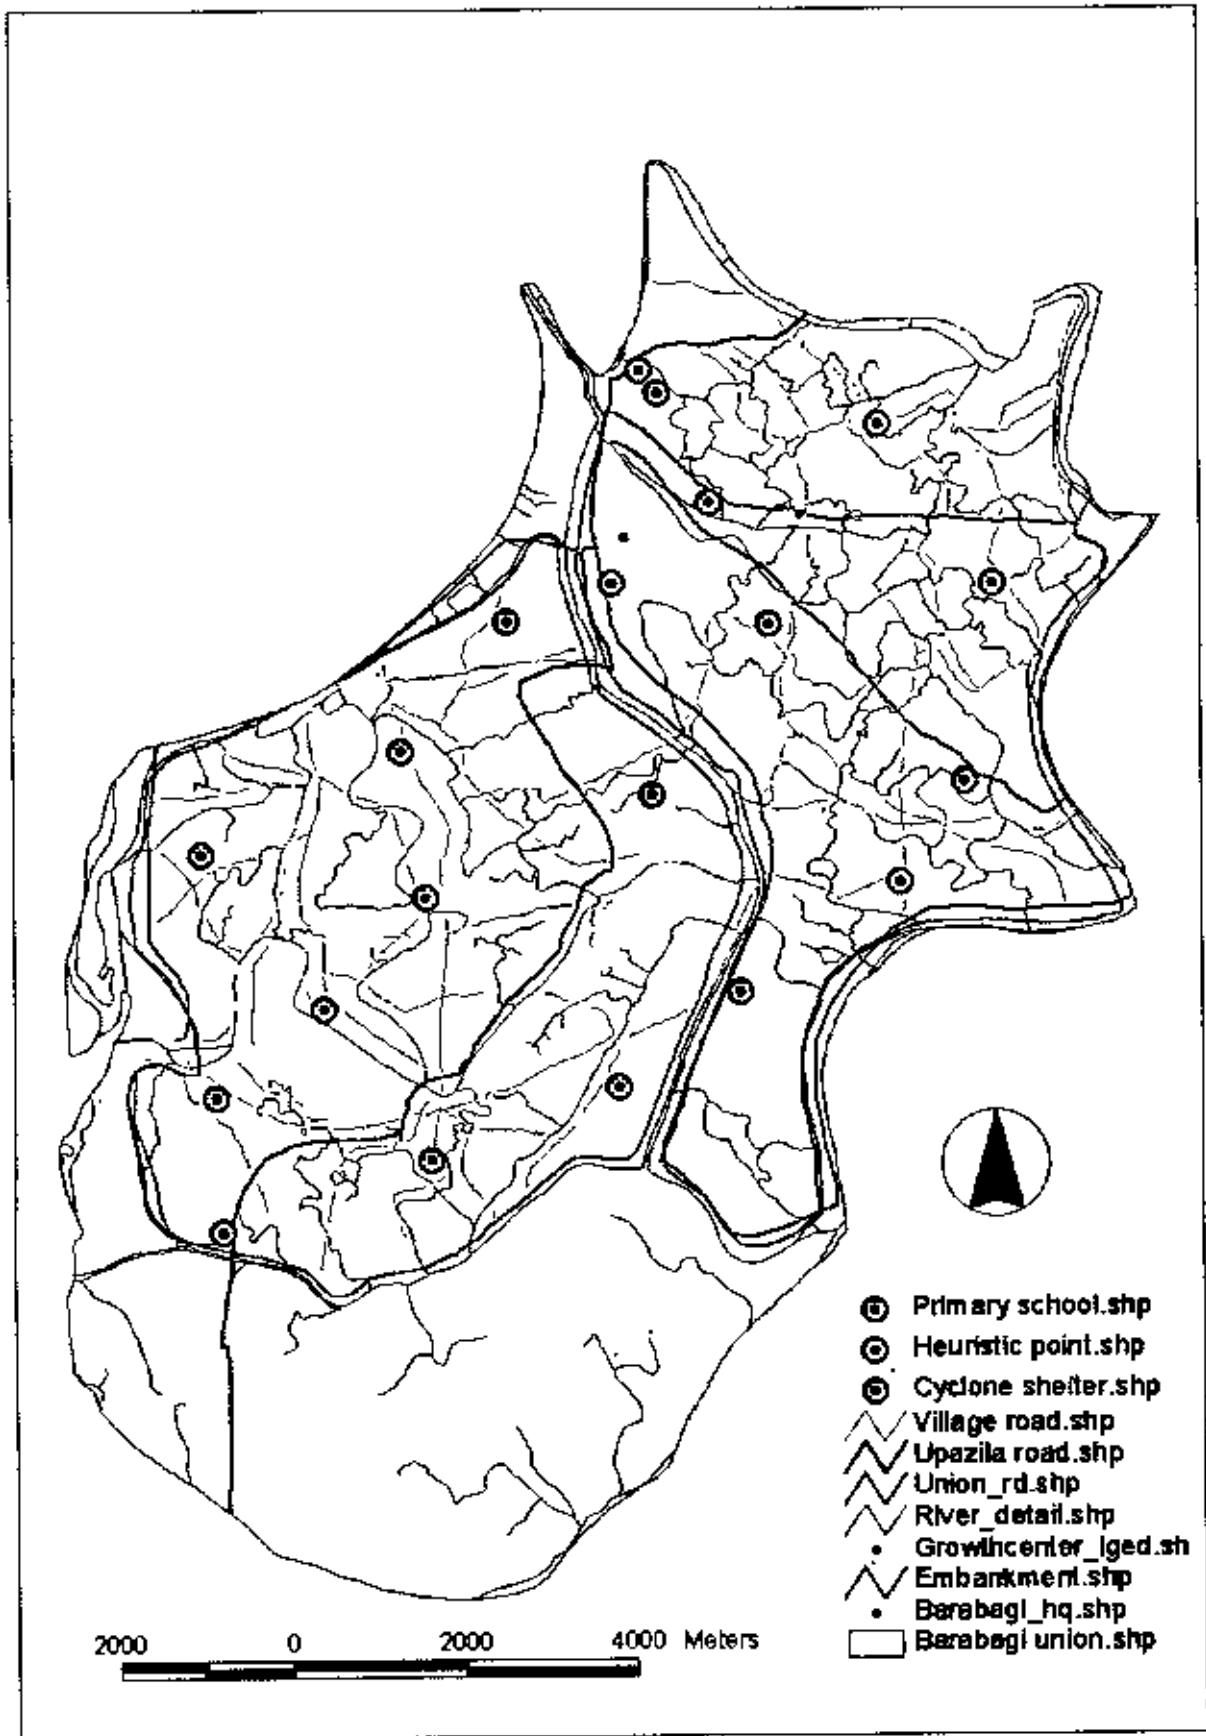 Primary school.shp
Heuristic point.shp
Cyclone shelter.shp
Village road.shp
Upazila road.shp
Union_rd.shp
River_detail.shp
Growthcenter_lged.sh
Embankment.shp
Barabagi_hq.shp
Barabagi union.shp
2000 0 2000 4000 Meters